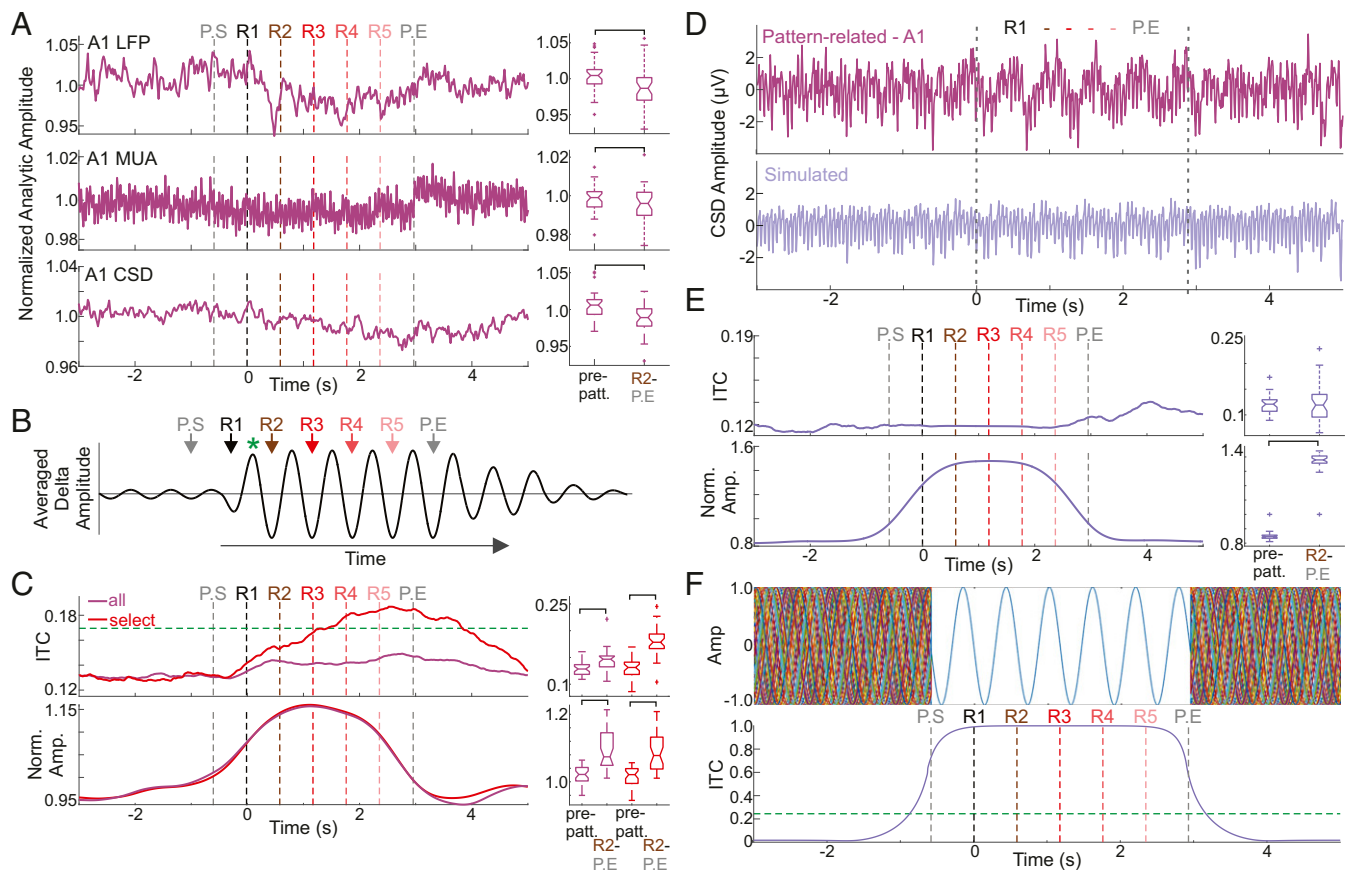 A
P.S R1 R2 R3 R4 R5 P.E
Normalized Analytic Amplitude
A1 LFP
1.05
1.0
0.95
1.05
1.0
0.95
A1 MUA
1.02
1.0
0.98
1.02
1.00
0.98
A1 CSD
1.04
1.0
0.96
1.05
1.00
0.95
-2 0 2 4
Time (s)
pre-
patt.
R2-
P.E
B
P.S R1 * R2 R3 R4 R5 P.E
Averaged
Delta
Amplitude
Time
C
P.S R1 R2 R3 R4 R5 P.E
all
select
ITC
0.18
0.12
0.25
0.1
Norm.
Amp.
1.15
0.95
1.2
1.0
-2 0 2 4
Time (s)
pre-
patt.
R2-
P.E
pre-
patt.
R2-
P.E
D
Pattern-related - A1
R1 P.E
CSD Amplitude (µV)
2
0
-2
Simulated
2
0
-2
-2 0 2 4
Time (s)
E
P.S R1 R2 R3 R4 R5 P.E
ITC
0.19
0.12
0.25
0.1
Norm.
Amp.
1.6
0.8
1.4
0.8
-2 0 2 4
Time (s)
pre-
patt.
R2-
P.E
F
Amp
1.0
0
-1.0
P.S R1 R2 R3 R4 R5 P.E
ITC
1.0
0.8
0.6
0.4
0.2
0
-2 0 2 4
Time (s)